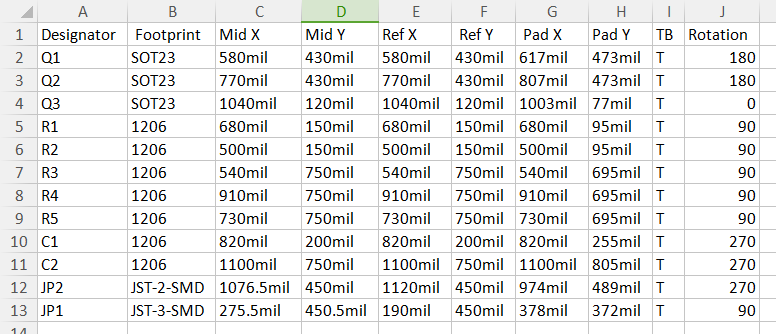 A B C D E F G H I J
1 Designator Footprint Mid X Mid Y Ref X Ref Y Pad X Pad Y TB Rotation
2 Q1 SOT23 580mil 430mil 580mil 430mil 617mil 473mil T 180
3 Q2 SOT23 770mil 430mil 770mil 430mil 807mil 473mil T 180
4 Q3 SOT23 1040mil 120mil 1040mil 120mil 1003mil 77mil T 0
5 R1 1206 680mil 150mil 680mil 150mil 680mil 95mil T 90
6 R2 1206 500mil 150mil 500mil 150mil 500mil 95mil T 90
7 R3 1206 540mil 750mil 540mil 750mil 540mil 695mil T 90
8 R4 1206 910mil 750mil 910mil 750mil 910mil 695mil T 90
9 R5 1206 730mil 750mil 730mil 750mil 730mil 695mil T 90
10 C1 1206 820mil 200mil 820mil 200mil 820mil 255mil T 270
11 C2 1206 1100mil 750mil 1100mil 750mil 1100mil 805mil T 270
12 JP2 JST-2-SMD 1076.5mil 450mil 1120mil 450mil 974mil 489mil T 270
13 JP1 JST-3-SMD 275.5mil 450.5mil 190mil 450mil 378mil 372mil T 90